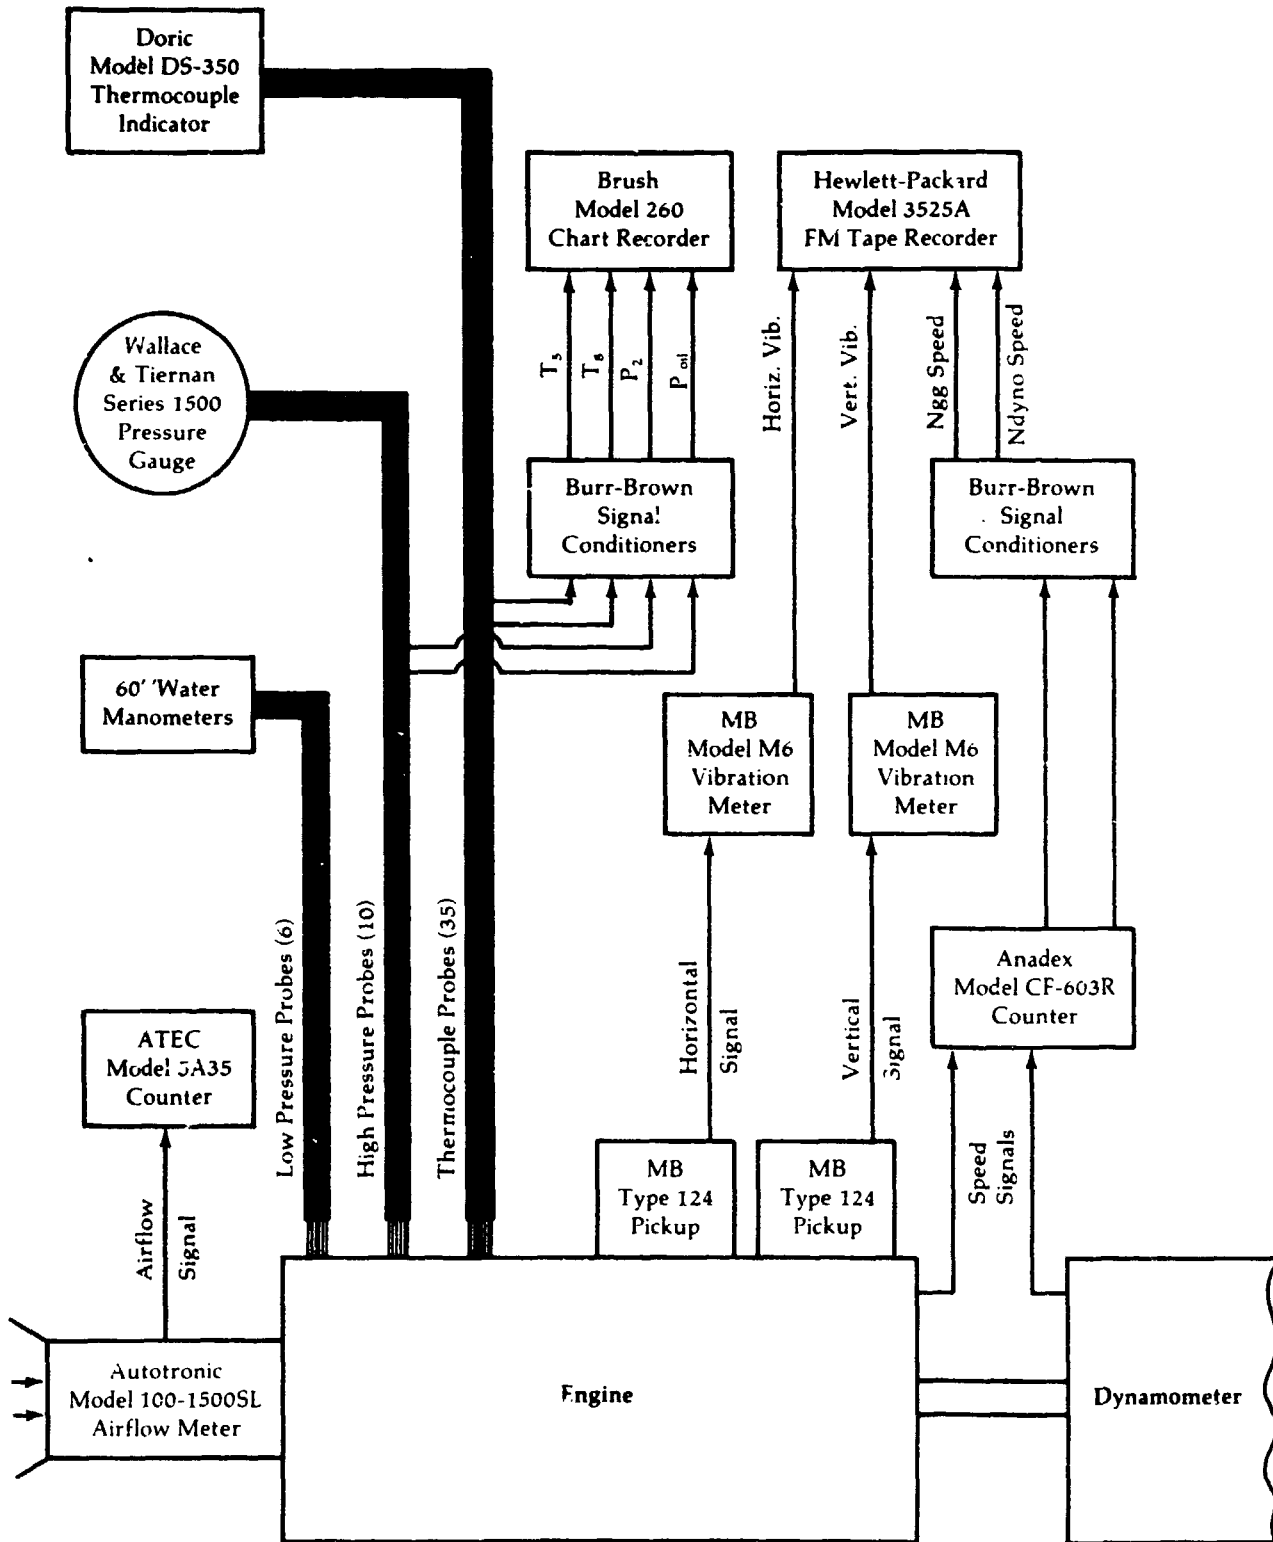 Doric
Model DS-350
Thermocouple
Indicator
Brush
Model 260
Chart Recorder
Hewlett-Packard
Model 3525A
FM Tape Recorder
Wallace
& Tiernan
Series 1500
Pressure
Gauge
T5
T8
P2
Poil
Horiz. Vib.
Vert. Vib.
Ngg Speed
Ndyno Speed
Burr-Brown
Signal
Conditioners
Burr-Brown
Signal
Conditioners
60" Water
Manometers
MB
Model M6
Vibration
Meter
MB
Model M6
Vibration
Meter
Low Pressure Probes (6)
High Pressure Probes (10)
Thermocouple Probes (35)
Anadex
Model CF-603R
Counter
ATEC
Model 5A35
Counter
Horizontal
Signal
Vertical
Signal
Speed
Signals
MB
Type 124
Pickup
MB
Type 124
Pickup
Airflow
Signal
Autotronic
Model 100-1500SL
Airflow Meter
Engine
Dynamometer